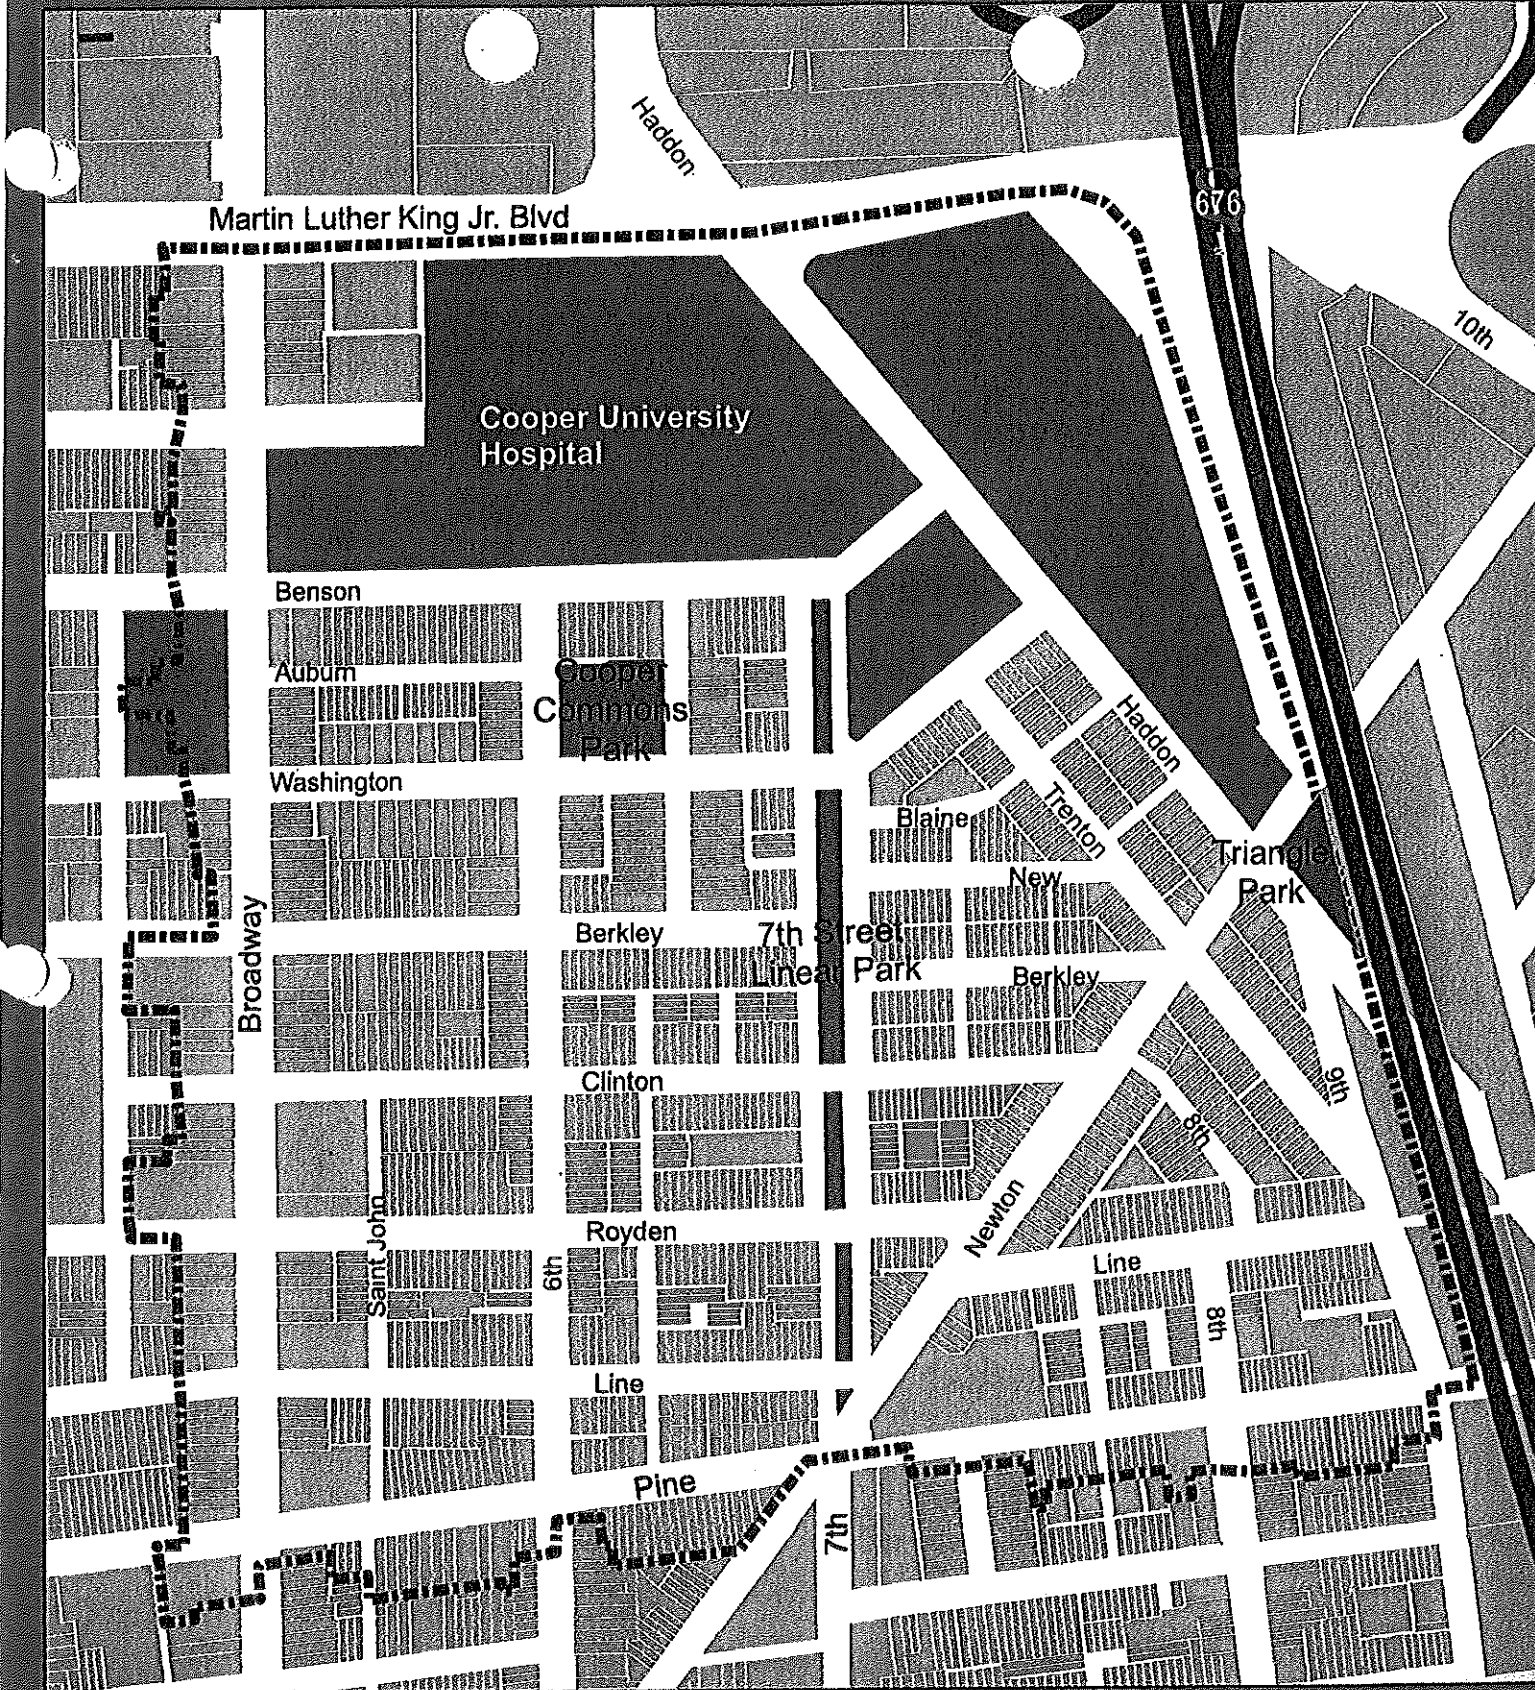 Haddon
Martin Luther King Jr. Blvd
676
10th
Cooper University
Hospital
Benson
Auburn
Cooper
Commons
Park
Haddon
Washington
Blaine
Trenton
Triangle
Park
New
Broadway
Berkley
7th Street
Linear Park
Berkley
Clinton
9th
8th
Saint John
Royden
Newton
6th
Line
8th
Line
Pine
7th